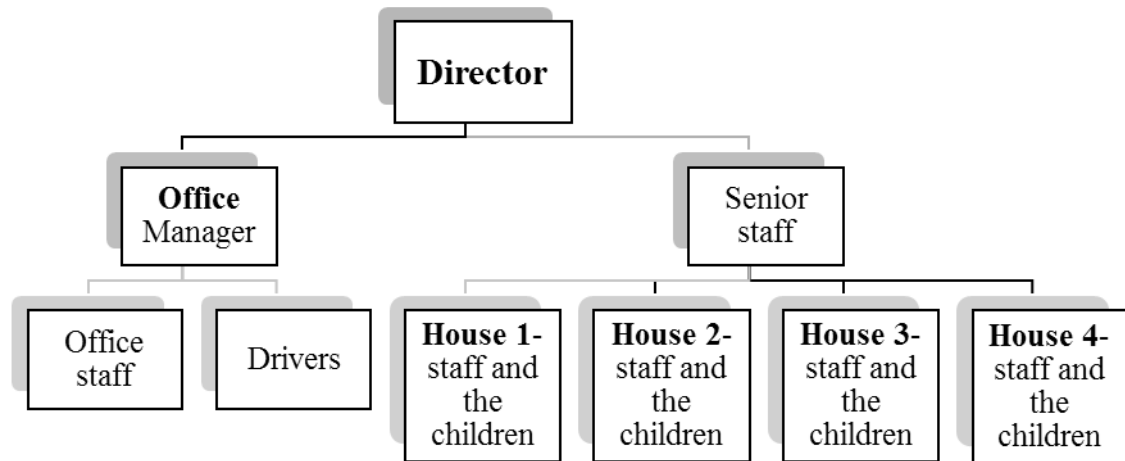 Director
Office
Manager
Senior
staff
Office
staff
Drivers
House 1-
staff and
the
children
House 2-
staff and
the
children
House 3-
staff and
the
children
House 4-
staff and
the
children